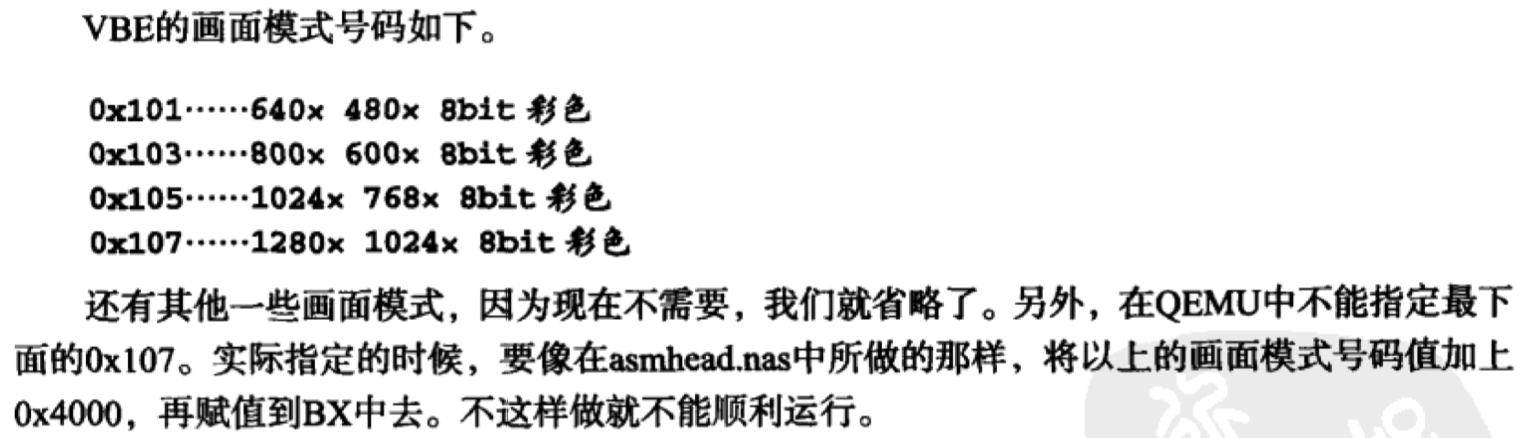 VBE的画面模式号码如下。
0x101……640× 480× 8bit 彩色
0x103……800× 600× 8bit 彩色
0x105……1024× 768× 8bit 彩色
0x107……1280× 1024× 8bit 彩色
还有其他一些画面模式，因为现在不需要，我们就省略了。另外，在QEMU中不能指定最下
面的0x107。实际指定的时候，要像在asmhead.nas中所做的那样，将以上的画面模式号码值加上
0x4000，再赋值到BX中去。不这样做就不能顺利运行。